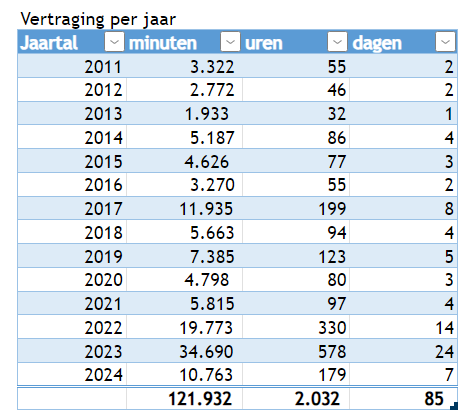 Vertraging per jaar
Jaartal minuten uren dagen
2011 3.322 55 2
2012 2.772 46 2
2013 1.933 32 1
2014 5.187 86 4
2015 4.626 77 3
2016 3.270 55 2
2017 11.935 199 8
2018 5.663 94 4
2019 7.385 123 5
2020 4.798 80 3
2021 5.815 97 4
2022 19.773 330 14
2023 34.690 578 24
2024 10.763 179 7
121.932 2.032 85